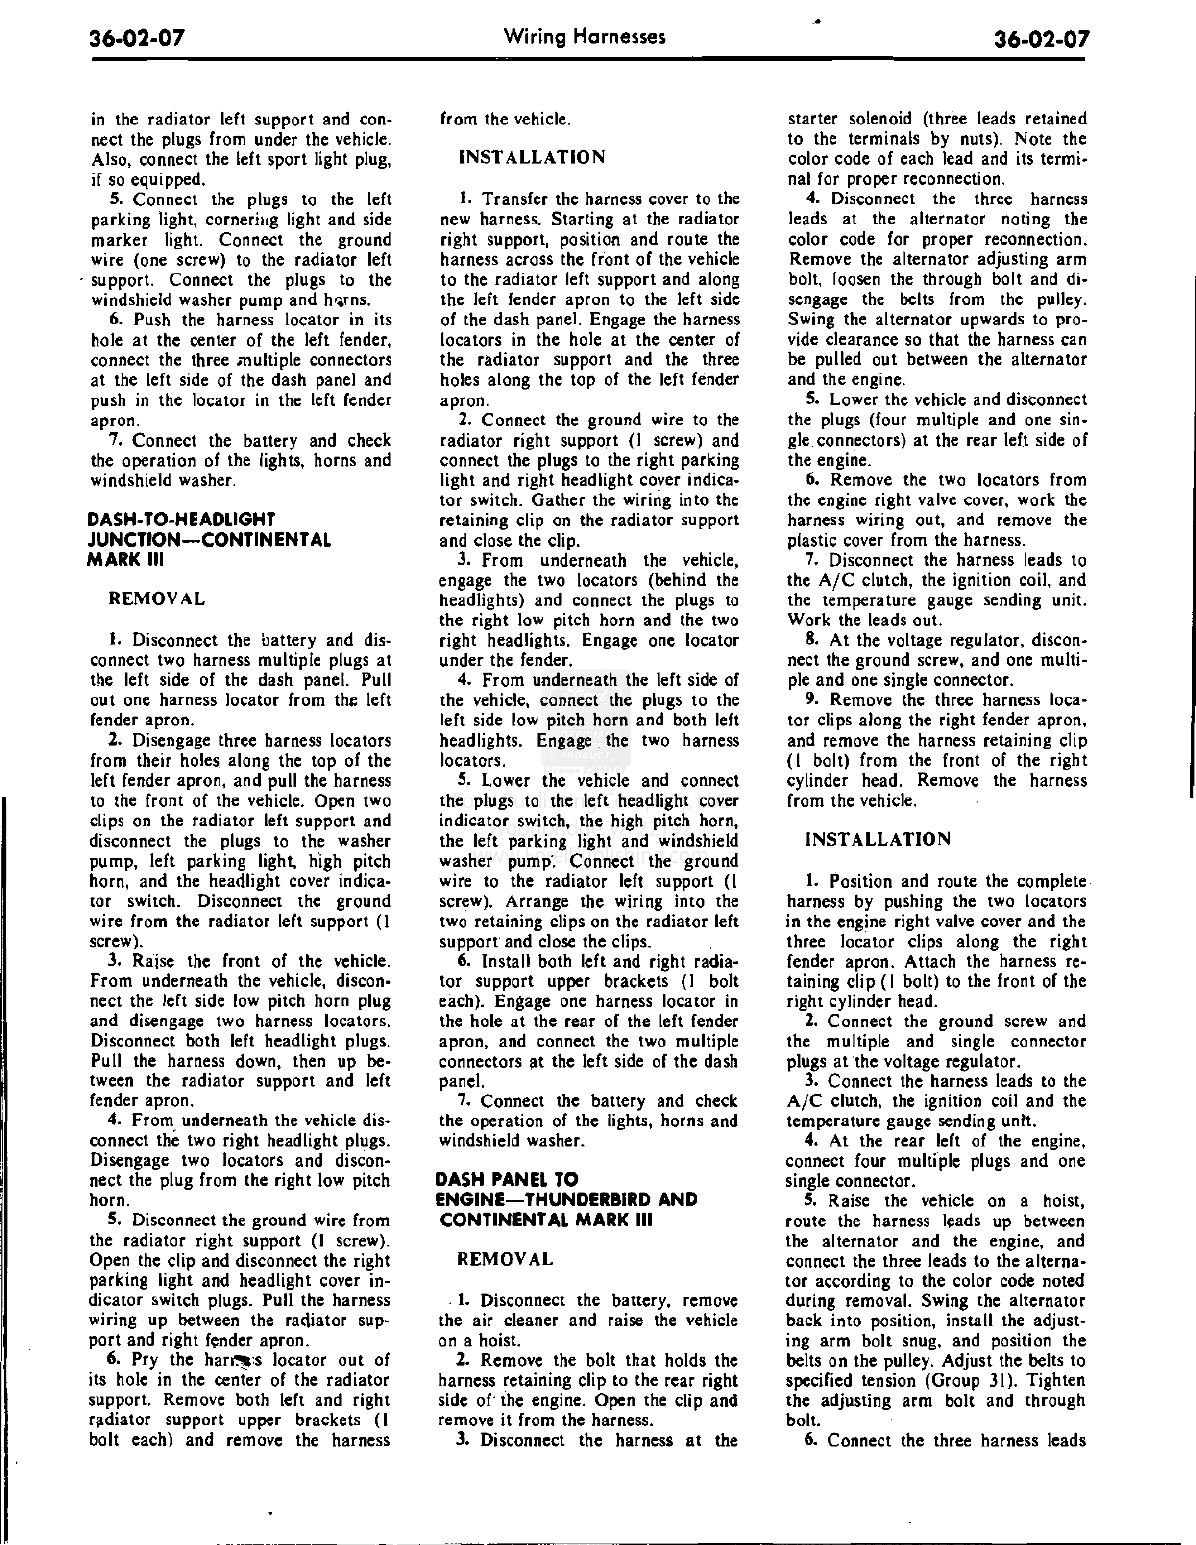 36-02-07
Wiring Harnesses
36-02-07
in the radiator left support and con-
nect the plugs from under the vehicle.
Also, connect the left sport light plug,
if so equipped.
5. Connect the plugs to the left
parking light, cornering light and side
marker light. Connect the ground
wire (one screw) to the radiator left
support. Connect the plugs to the
windshield washer pump and horns.
6. Push the harness locator in its
hole at the center of the left fender,
connect the three multiple connectors
at the left side of the dash panel and
push in the locator in the left fender
apron.
7. Connect the battery and check
the operation of the lights, horns and
windshield washer.
DASH-TO-HEADLIGHT
JUNCTION—CONTINENTAL
MARK III
REMOVAL
1. Disconnect the battery and dis-
connect two harness multiple plugs at
the left side of the dash panel. Pull
out one harness locator from the left
fender apron.
2. Disengage three harness locators
from their holes along the top of the
left fender apron, and pull the harness
to the front of the vehicle. Open two
clips on the radiator left support and
disconnect the plugs to the washer
pump, left parking light, high pitch
horn, and the headlight cover indica-
tor switch. Disconnect the ground
wire from the radiator left support (1
screw).
3. Raise the front of the vehicle.
From underneath the vehicle, discon-
nect the left side low pitch horn plug
and disengage two harness locators.
Disconnect both left headlight plugs.
Pull the harness down, then up be-
tween the radiator support and left
fender apron.
4. From underneath the vehicle dis-
connect the two right headlight plugs.
Disengage two locators and discon-
nect the plug from the right low pitch
horn.
5. Disconnect the ground wire from
the radiator right support (1 screw).
Open the clip and disconnect the right
parking light and headlight cover in-
dicator switch plugs. Pull the harness
wiring up between the radiator sup-
port and right fender apron.
6. Pry the harness locator out of
its hole in the center of the radiator
support. Remove both left and right
radiator support upper brackets (1
bolt each) and remove the harness
from the vehicle.
INSTALLATION
1. Transfer the harness cover to the
new harness. Starting at the radiator
right support, position and route the
harness across the front of the vehicle
to the radiator left support and along
the left fender apron to the left side
of the dash panel. Engage the harness
locators in the hole at the center of
the radiator support and the three
holes along the top of the left fender
apron.
2. Connect the ground wire to the
radiator right support (1 screw) and
connect the plugs to the right parking
light and right headlight cover indica-
tor switch. Gather the wiring into the
retaining clip on the radiator support
and close the clip.
3. From underneath the vehicle,
engage the two locators (behind the
headlights) and connect the plugs to
the right low pitch horn and the two
right headlights. Engage one locator
under the fender.
4. From underneath the left side of
the vehicle, connect the plugs to the
left side low pitch horn and both left
headlights. Engage the two harness
locators.
5. Lower the vehicle and connect
the plugs to the left headlight cover
indicator switch, the high pitch horn,
the left parking light and windshield
washer pump. Connect the ground
wire to the radiator left support (1
screw). Arrange the wiring into the
two retaining clips on the radiator left
support and close the clips.
6. Install both left and right radia-
tor support upper brackets (1 bolt
each). Engage one harness locator in
the hole at the rear of the left fender
apron, and connect the two multiple
connectors at the left side of the dash
panel.
7. Connect the battery and check
the operation of the lights, horns and
windshield washer.
DASH PANEL TO
ENGINE—THUNDERBIRD AND
CONTINENTAL MARK III
REMOVAL
1. Disconnect the battery, remove
the air cleaner and raise the vehicle
on a hoist.
2. Remove the bolt that holds the
harness retaining clip to the rear right
side of the engine. Open the clip and
remove it from the harness.
3. Disconnect the harness at the
starter solenoid (three leads retained
to the terminals by nuts). Note the
color code of each lead and its termi-
nal for proper reconnection.
4. Disconnect the three harness
leads at the alternator noting the
color code for proper reconnection.
Remove the alternator adjusting arm
bolt, loosen the through bolt and di-
sengage the belts from the pulley.
Swing the alternator upwards to pro-
vide clearance so that the harness can
be pulled out between the alternator
and the engine.
5. Lower the vehicle and disconnect
the plugs (four multiple and one sin-
gle connectors) at the rear left side of
the engine.
6. Remove the two locators from
the engine right valve cover, work the
harness wiring out, and remove the
plastic cover from the harness.
7. Disconnect the harness leads to
the A/C clutch, the ignition coil, and
the temperature gauge sending unit.
Work the leads out.
8. At the voltage regulator, discon-
nect the ground screw, and one multi-
ple and one single connector.
9. Remove the three harness loca-
tor clips along the right fender apron,
and remove the harness retaining clip
(1 bolt) from the front of the right
cylinder head. Remove the harness
from the vehicle.
INSTALLATION
1. Position and route the complete
harness by pushing the two locators
in the engine right valve cover and the
three locator clips along the right
fender apron. Attach the harness re-
taining clip (1 bolt) to the front of the
right cylinder head.
2. Connect the ground screw and
the multiple and single connector
plugs at the voltage regulator.
3. Connect the harness leads to the
A/C clutch, the ignition coil and the
temperature gauge sending unit.
4. At the rear left of the engine,
connect four multiple plugs and one
single connector.
5. Raise the vehicle on a hoist,
route the harness leads up between
the alternator and the engine, and
connect the three leads to the alterna-
tor according to the color code noted
during removal. Swing the alternator
back into position, install the adjust-
ing arm bolt snug, and position the
belts on the pulley. Adjust the belts to
specified tension (Group 31). Tighten
the adjusting arm bolt and through
bolt.
6. Connect the three harness leads